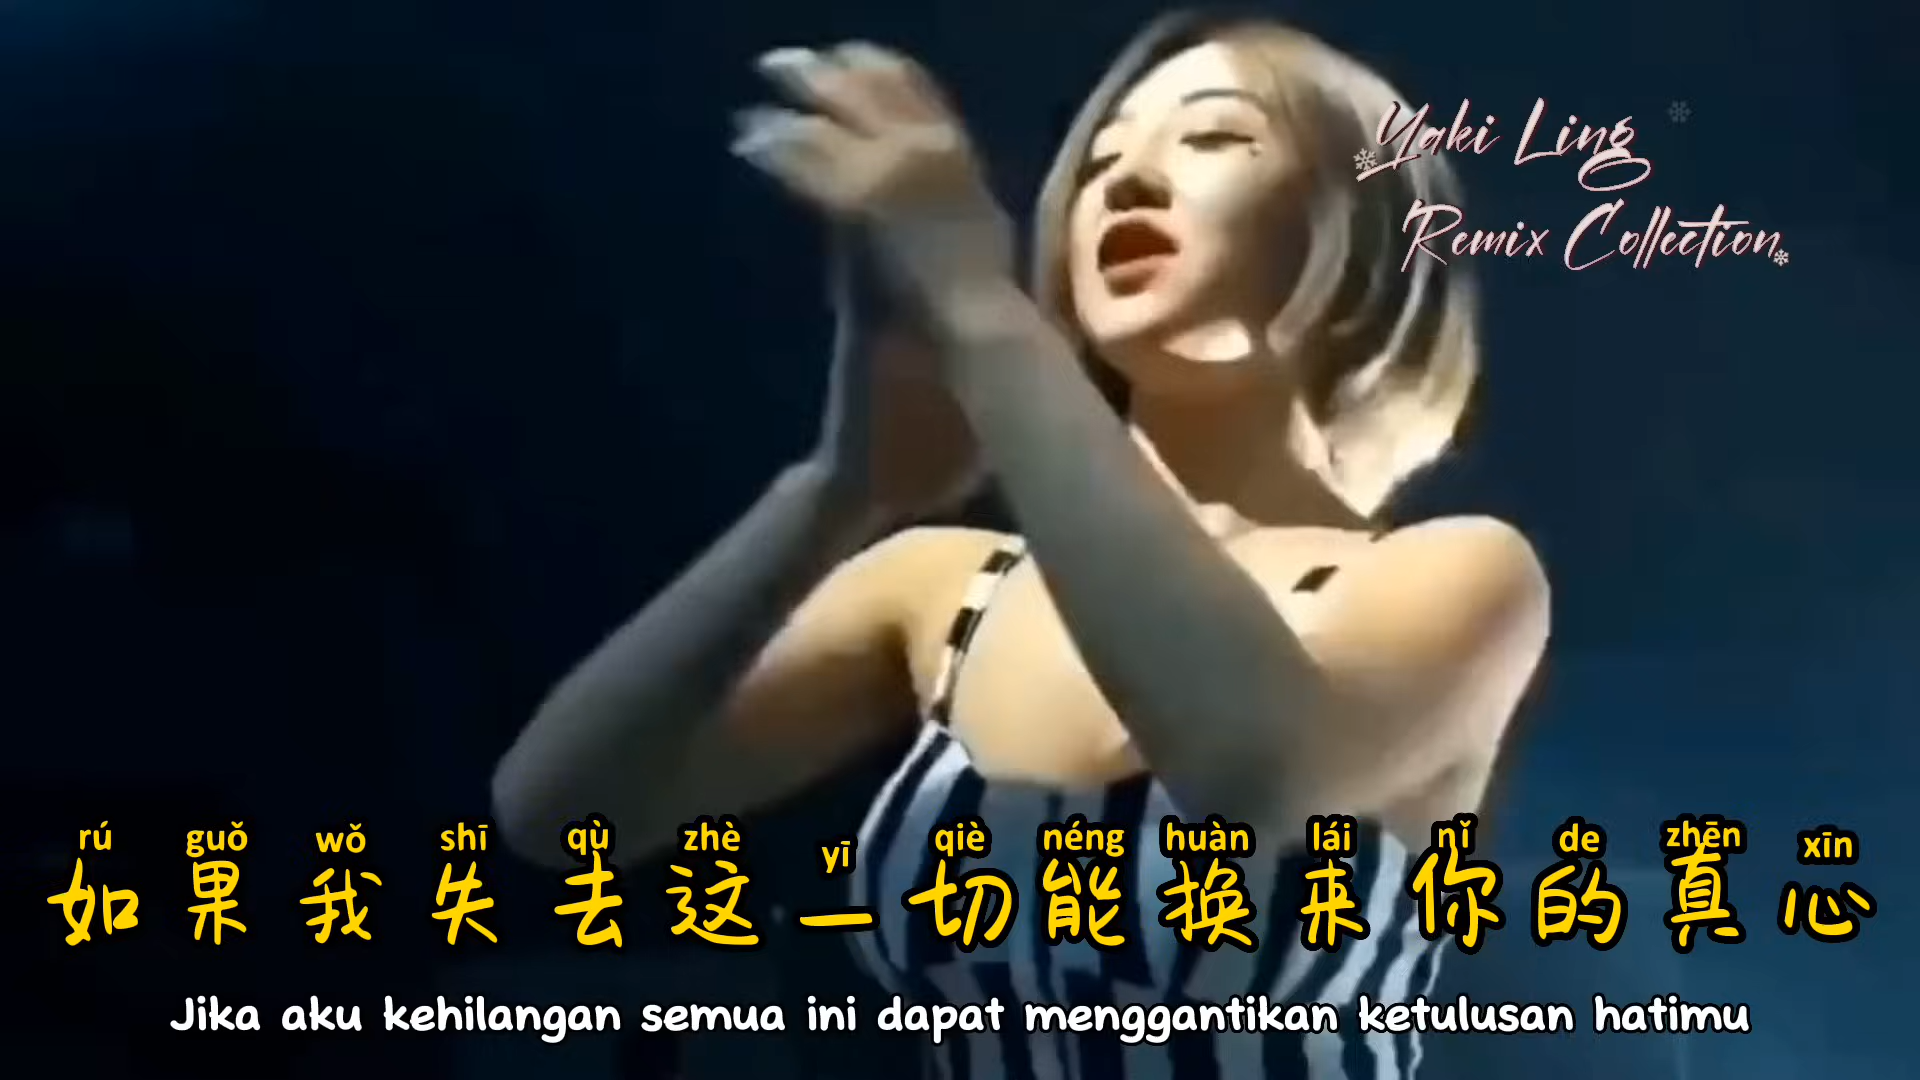 Yaki Ling
Remix Collection
rú guǒ wǒ shī qù zhè yī qiè néng huàn lái nǐ de zhēn xīn
如果我失去这一切能换来你的真心
Jika aku kehilangan semua ini dapat menggantikan ketulusan hatimu